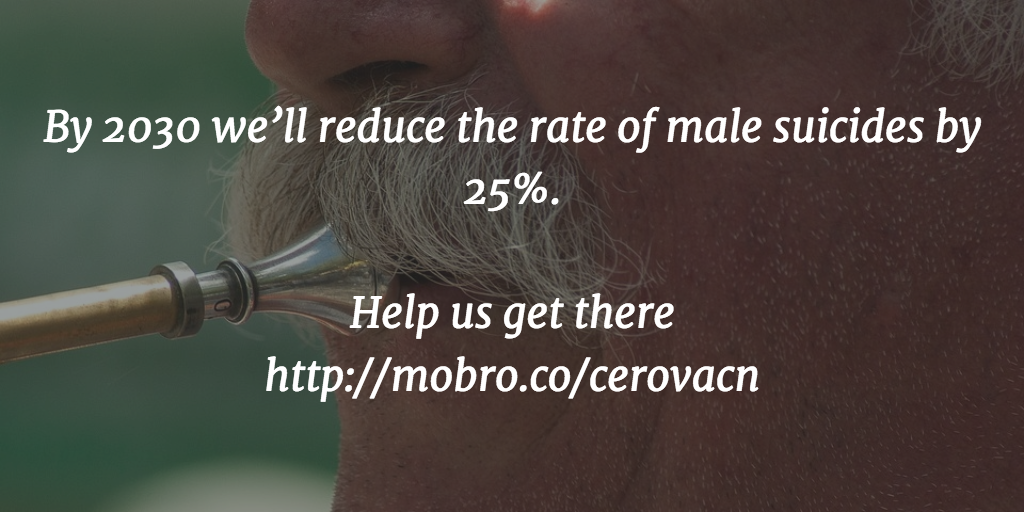 By 2030 we’ll reduce the rate of male suicides by
25%.
Help us get there
http://mobro.co/cerovacn